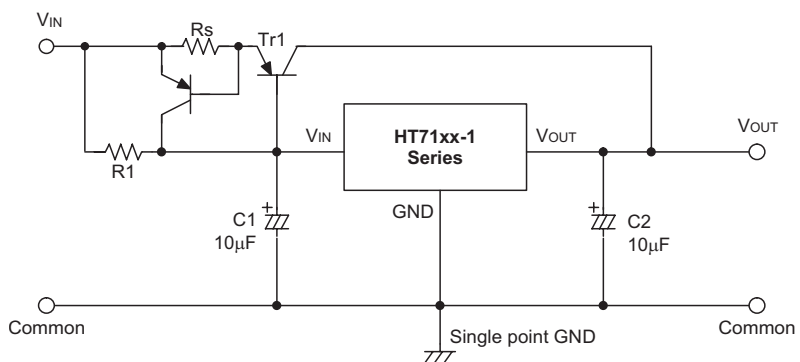 VIN
Rs
Tr1
R1
VIN
HT71xx-1
Series
VOUT
VOUT
GND
C1
10μF
C2
10μF
Common
Single point GND
Common